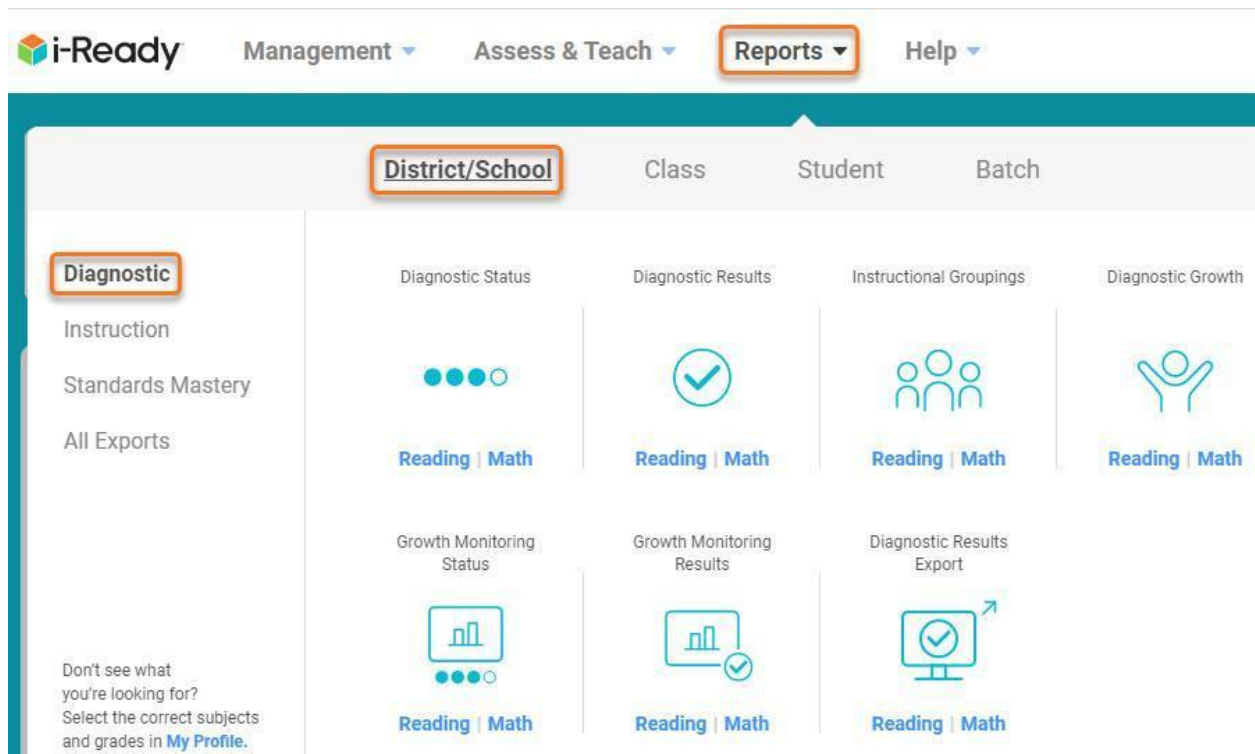 i-Ready Management Assess & Teach Reports Help
District/School Class Student Batch
Diagnostic
Instruction
Standards Mastery
All Exports
Diagnostic Status Diagnostic Results Instructional Groupings Diagnostic Growth
Reading | Math Reading | Math Reading | Math Reading | Math
Growth Monitoring
Status
Growth Monitoring
Results
Diagnostic Results
Export
Reading | Math Reading | Math Reading | Math
Don't see what
you're looking for?
Select the correct subjects
and grades in My Profile.